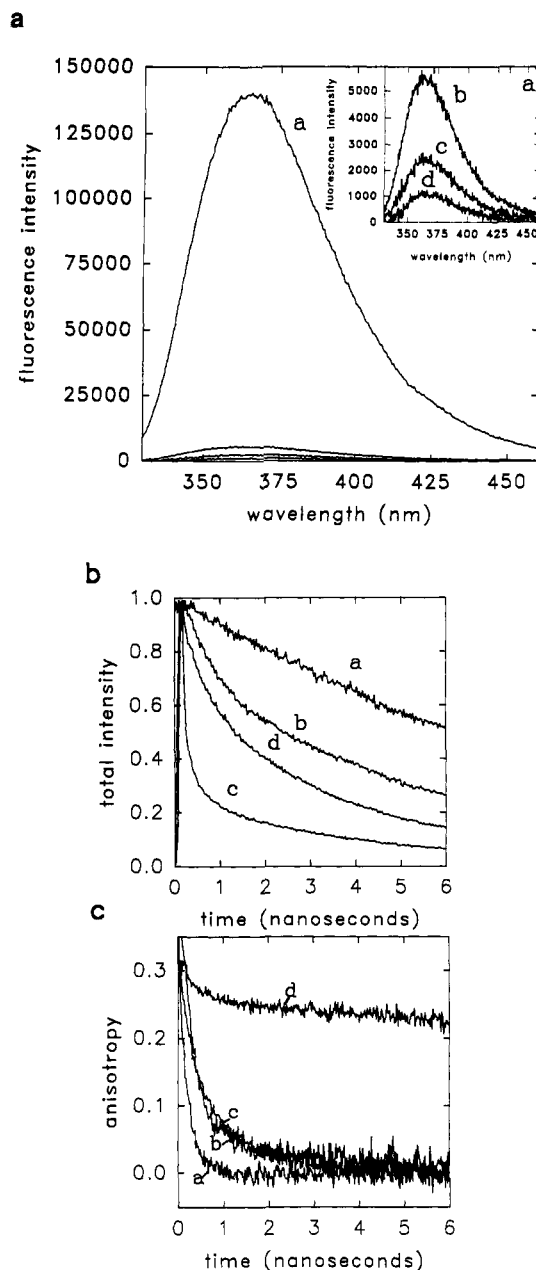 a
150000
125000
100000
75000
50000
25000
0
fluorescence intensity
350 375 400 425 450
wavelength (nm)
a
a
5000
4000
3000
2000
1000
0
fluorescence intensity
b
c
d
350 375 400 425 450
wavelength (nm)
b
1.0
0.8
0.6
0.4
0.2
0.0
total intensity
a
b
d
c
0 1 2 3 4 5 6
time (nanoseconds)
c
0.3
0.2
0.1
0.0
anisotropy
d
c
b
a
0 1 2 3 4 5 6
time (nanoseconds)